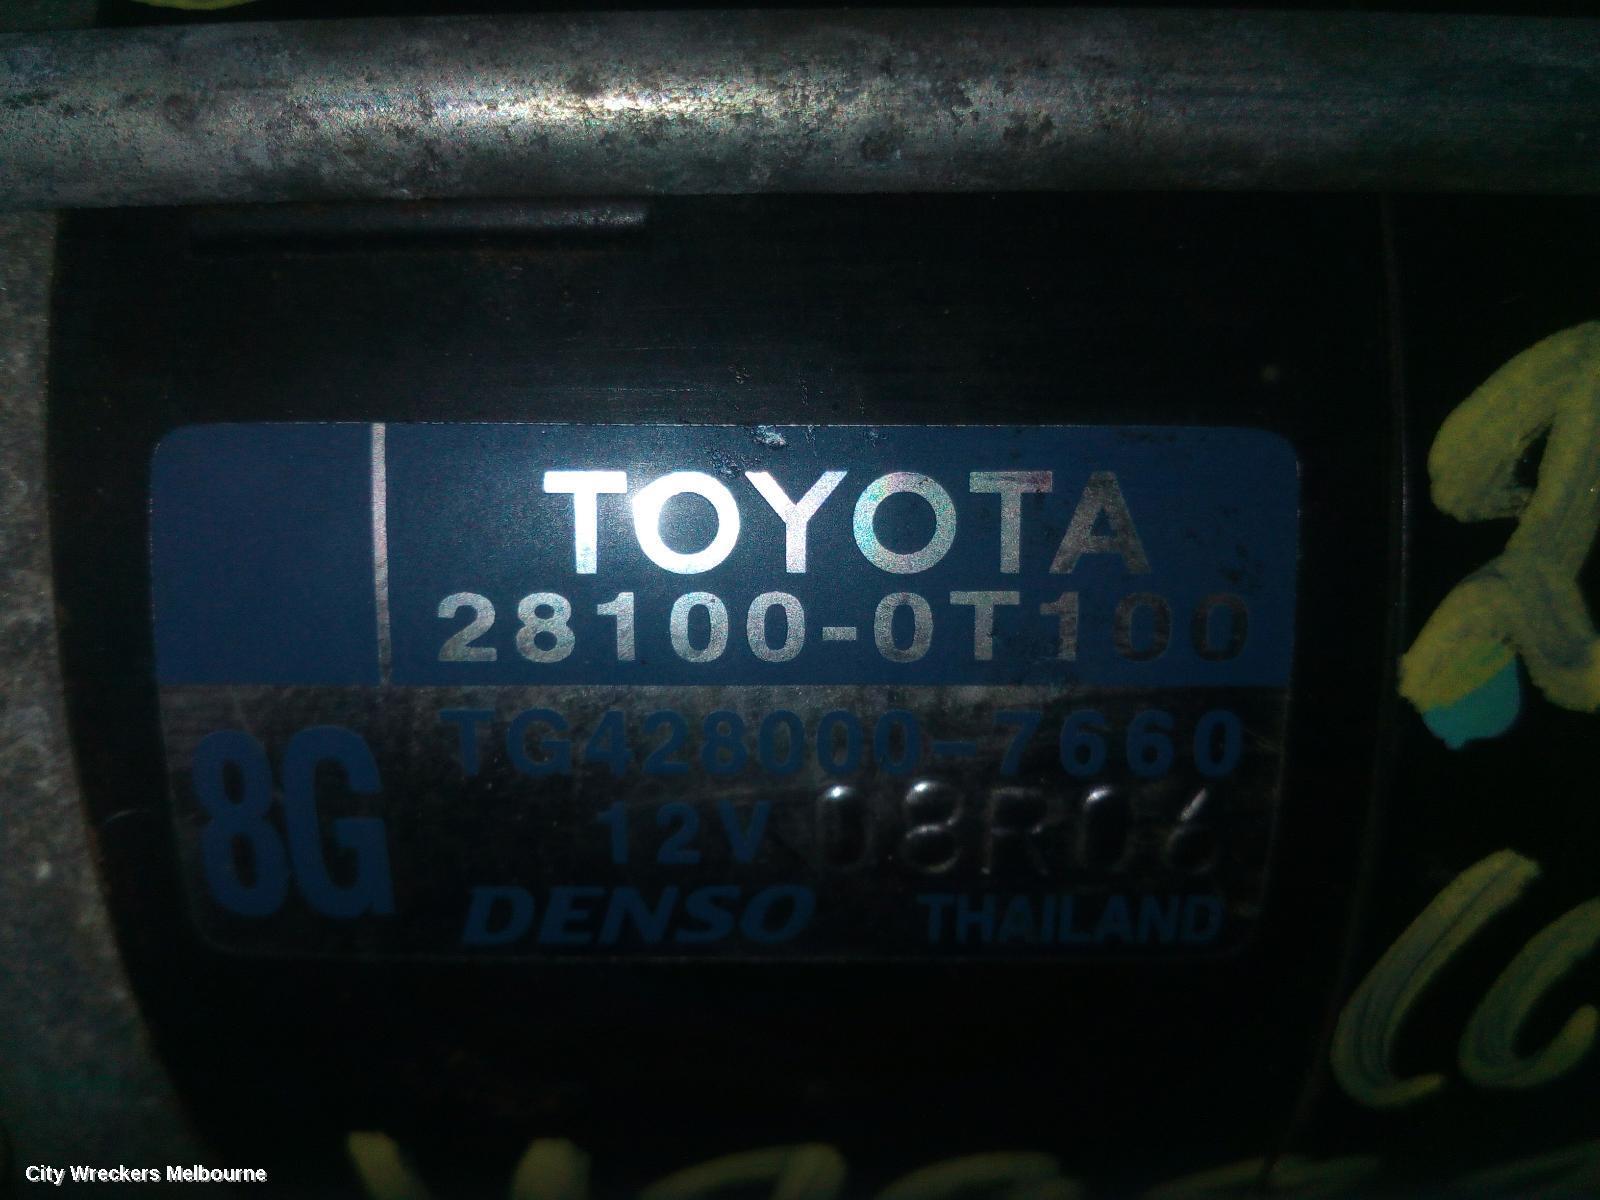 TOYOTA
28100-0T100
8G
TG428000-7660
12V 08R06
DENSO THAILAND
City Wreckers Melbourne